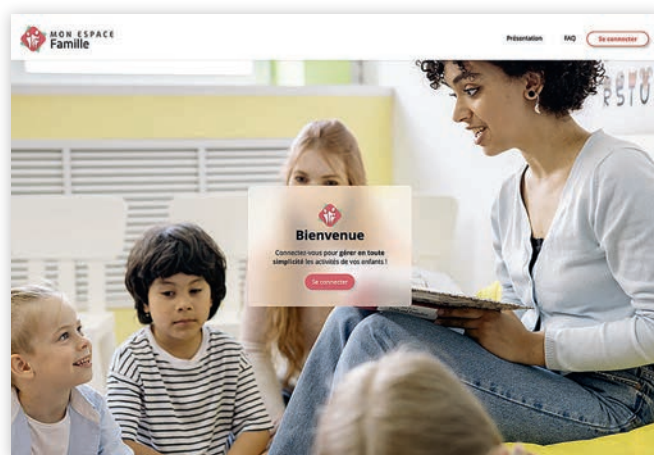 MON ESPACE
Famille
Présentation FAQ Se connecter
RSTU
Bienvenue
Connectez-vous pour gérer en toute
simplicité les activités de vos enfants !
Se connecter